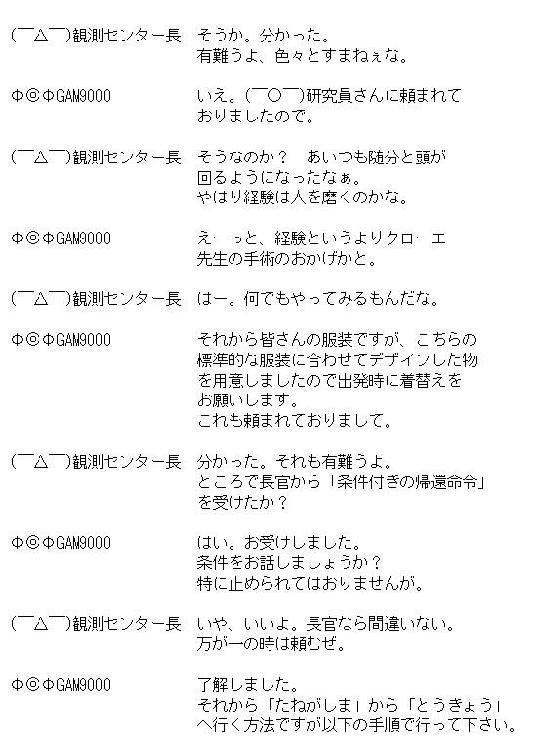 (￣△￣)観測センター長　そうか。分かった。
有難うよ、色々とすまねぇな。
Φ◎ΦGAM9000　いえ。(￣○￣)研究員さんに頼まれて
おりましたので。
(￣△￣)観測センター長　そうなのか？　あいつも随分と頭が
回るようになったなぁ。
やはり経験は人を磨くのかな。
Φ◎ΦGAM9000　え‐っと、経験というよりクロ‐エ
先生の手術のおかげかと。
(￣△￣)観測センター長　はー。何でもやってみるもんだな。
Φ◎ΦGAM9000　それから皆さんの服装ですが、こちらの
標準的な服装に合わせてデザインした物
を用意しましたので出発時に着替えを
お願いします。
これも頼まれておりまして。
(￣△￣)観測センター長　分かった。それも有難うよ。
ところで長官から「条件付きの帰還命令」
を受けたか？
Φ◎ΦGAM9000　はい。お受けしました。
条件をお話しましょうか？
特に止められてはおりませんが。
(￣△￣)観測センター長　いや、いいよ。長官なら間違いない。
万が一の時は頼むぜ。
Φ◎ΦGAM9000　了解しました。
それから「たねがしま」から「とうきょう」
へ行く方法ですが以下の手順で行って下さい。